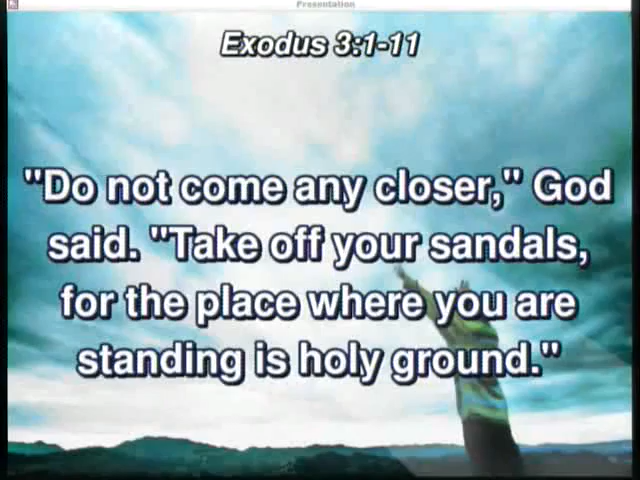 Presentation
Exodus 3:1-11
"Do not come any closer," God
said. "Take off your sandals,
for the place where you are
standing is holy ground."